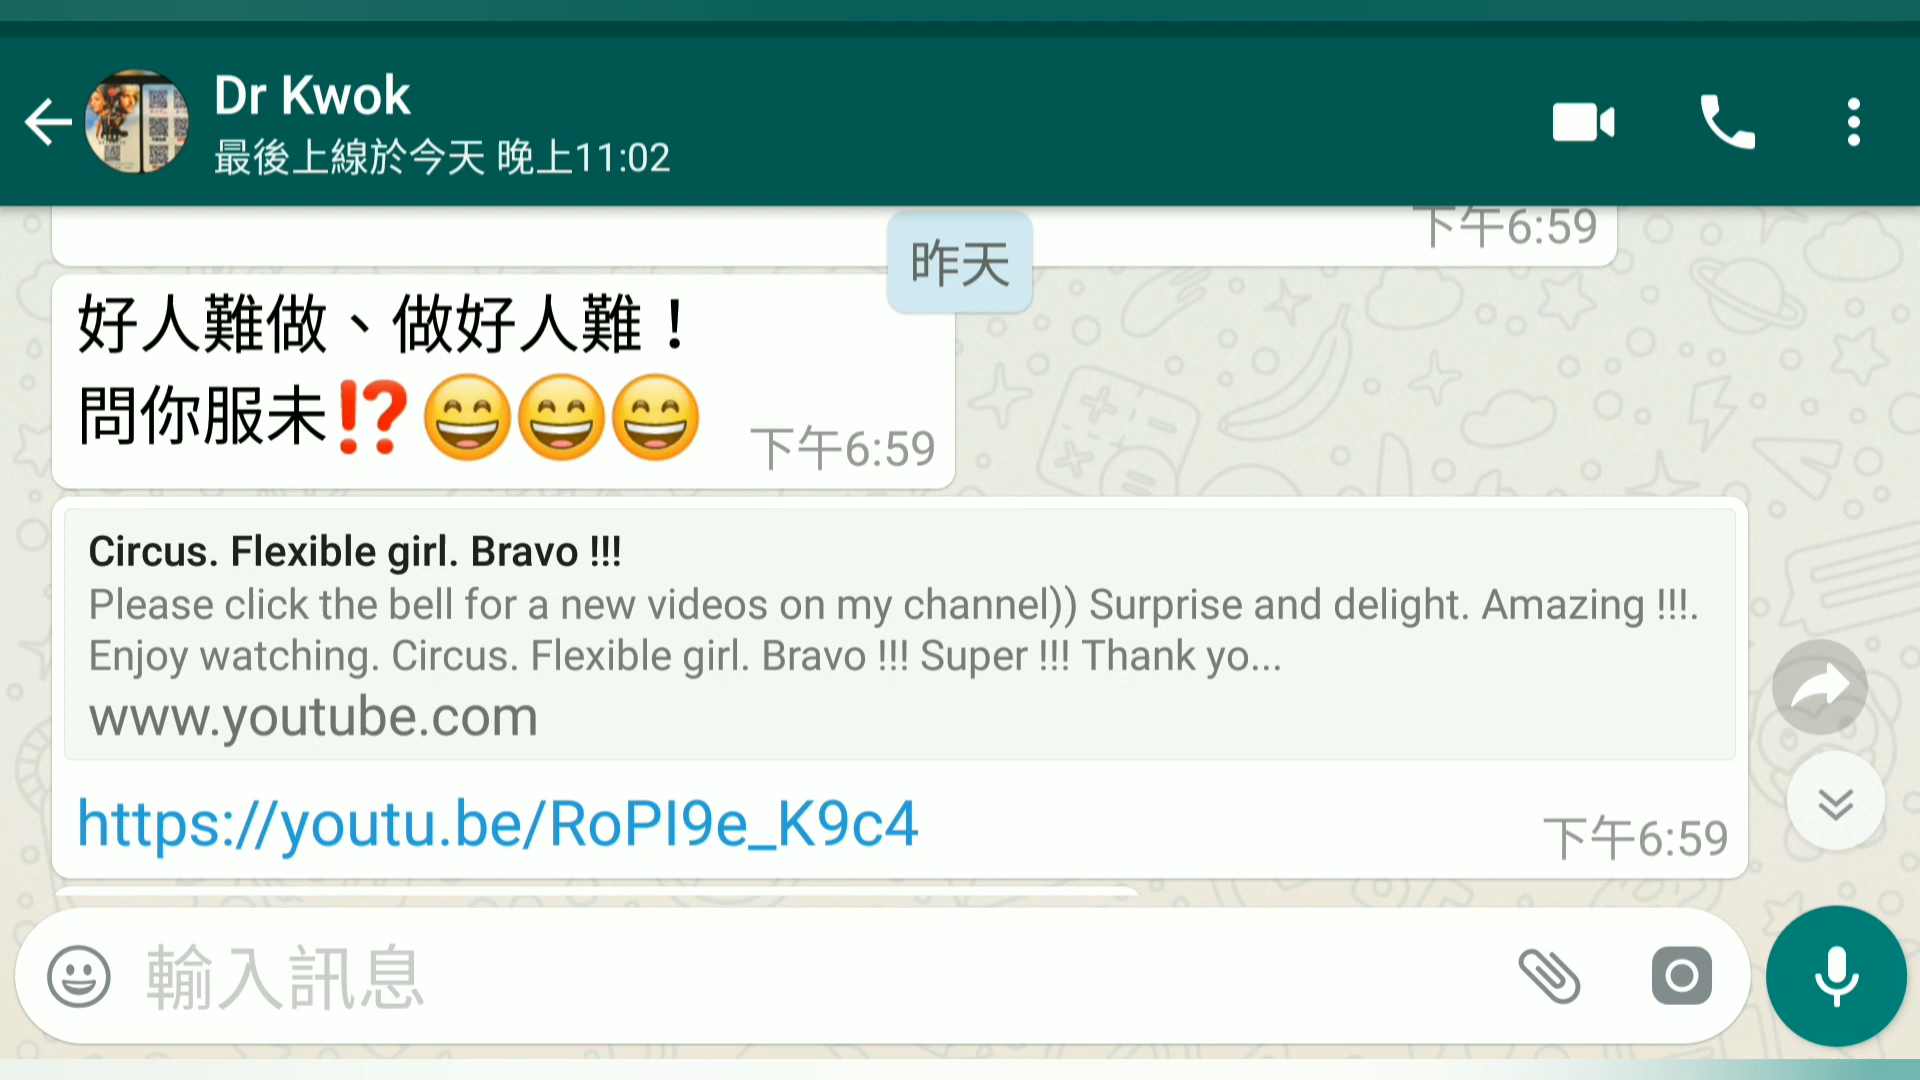 Dr Kwok
最後上線於今天 晚上11:02
下午6:59
昨天
好人難做、做好人難！
問你服未⁉️😄😄😄
下午6:59
Circus. Flexible girl. Bravo !!!
Please click the bell for a new videos on my channel)) Surprise and delight. Amazing !!!.
Enjoy watching. Circus. Flexible girl. Bravo !!! Super !!! Thank yo...
www.youtube.com
https://youtu.be/RoPI9e_K9c4
下午6:59
輸入訊息